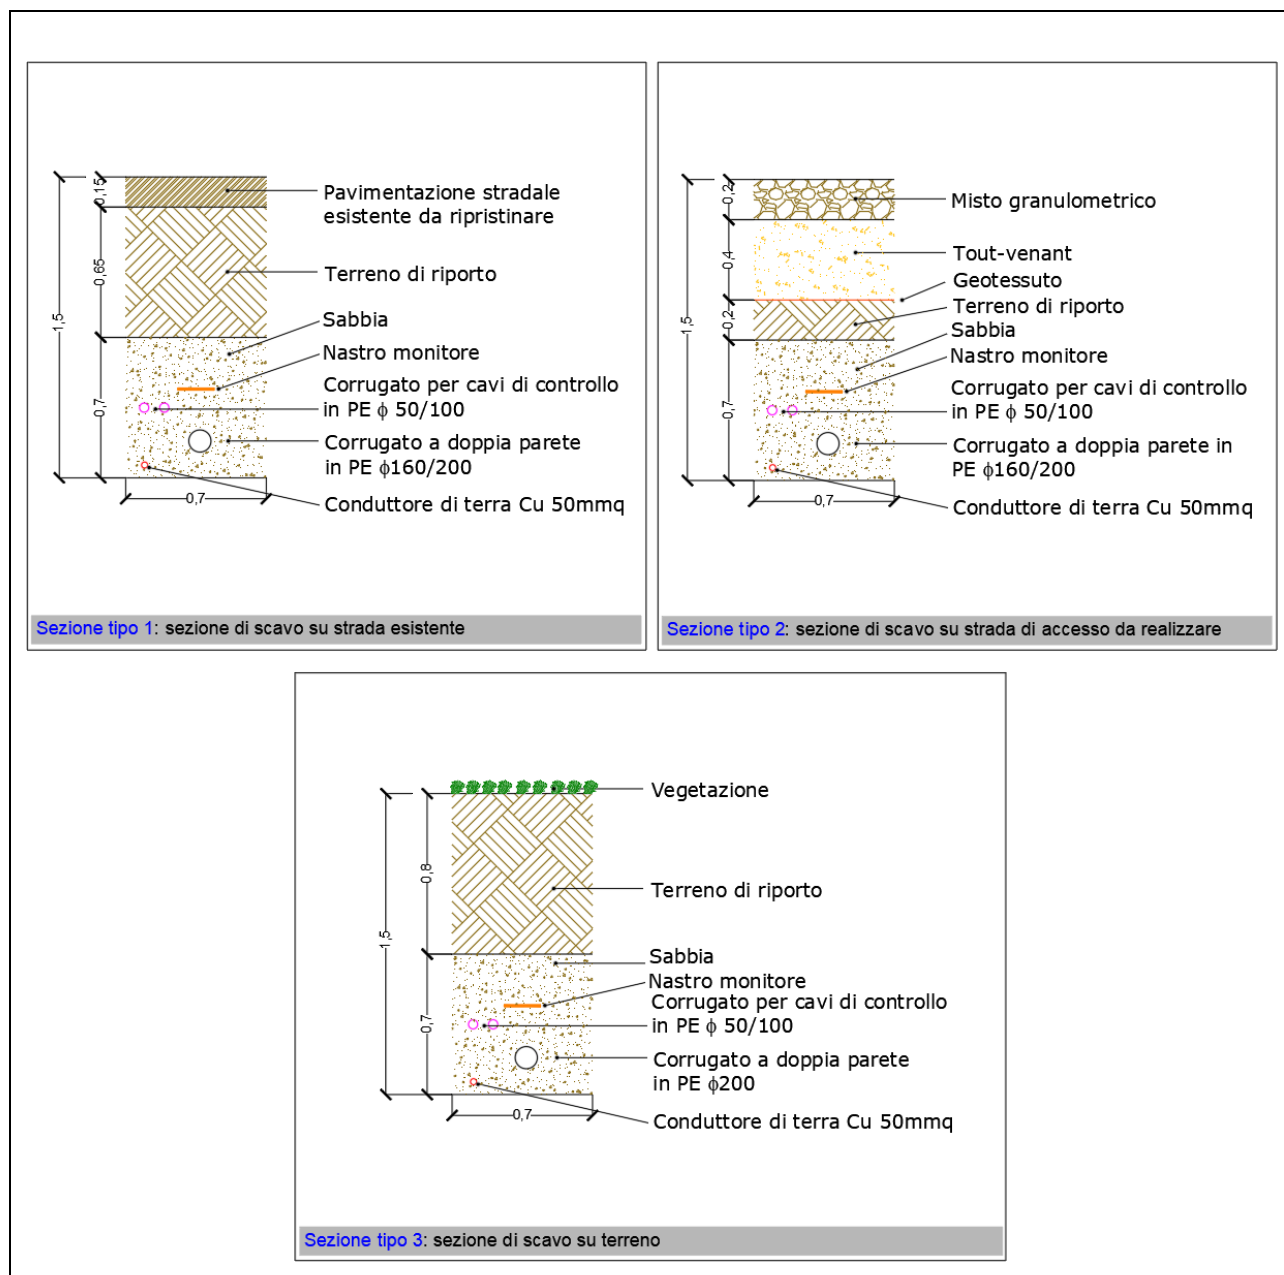 0,15
0,65
1,5
0,7
0,7
Pavimentazione stradale
esistente da ripristinare
Terreno di riporto
Sabbia
Nastro monitore
Corrugato per cavi di controllo
in PE ϕ 50/100
Corrugato a doppia parete
in PE ϕ160/200
Conduttore di terra Cu 50mmq
Sezione tipo 1: sezione di scavo su strada esistente
0,2
0,4
0,2
1,5
0,7
0,7
Misto granulometrico
Tout-venant
Geotessuto
Terreno di riporto
Sabbia
Nastro monitore
Corrugato per cavi di controllo
in PE ϕ 50/100
Corrugato a doppia parete in
PE ϕ160/200
Conduttore di terra Cu 50mmq
Sezione tipo 2: sezione di scavo su strada di accesso da realizzare
0,8
1,5
0,7
0,7
Vegetazione
Terreno di riporto
Sabbia
Nastro monitore
Corrugato per cavi di controllo
in PE ϕ 50/100
Corrugato a doppia parete
in PE ϕ200
Conduttore di terra Cu 50mmq
Sezione tipo 3: sezione di scavo su terreno